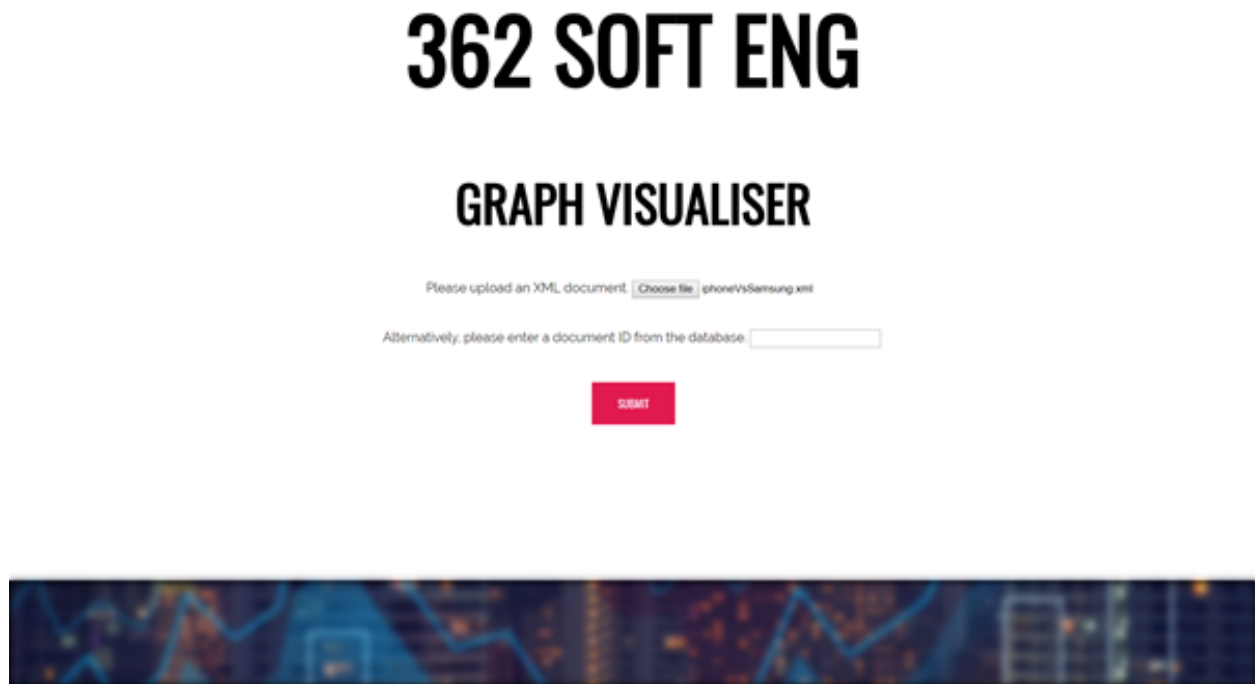 362 SOFT ENG
GRAPH VISUALISER
Please upload an XML document. Choose file iphoneVsSamsung.xml
Alternatively, please enter a document ID from the database.
SUBMIT